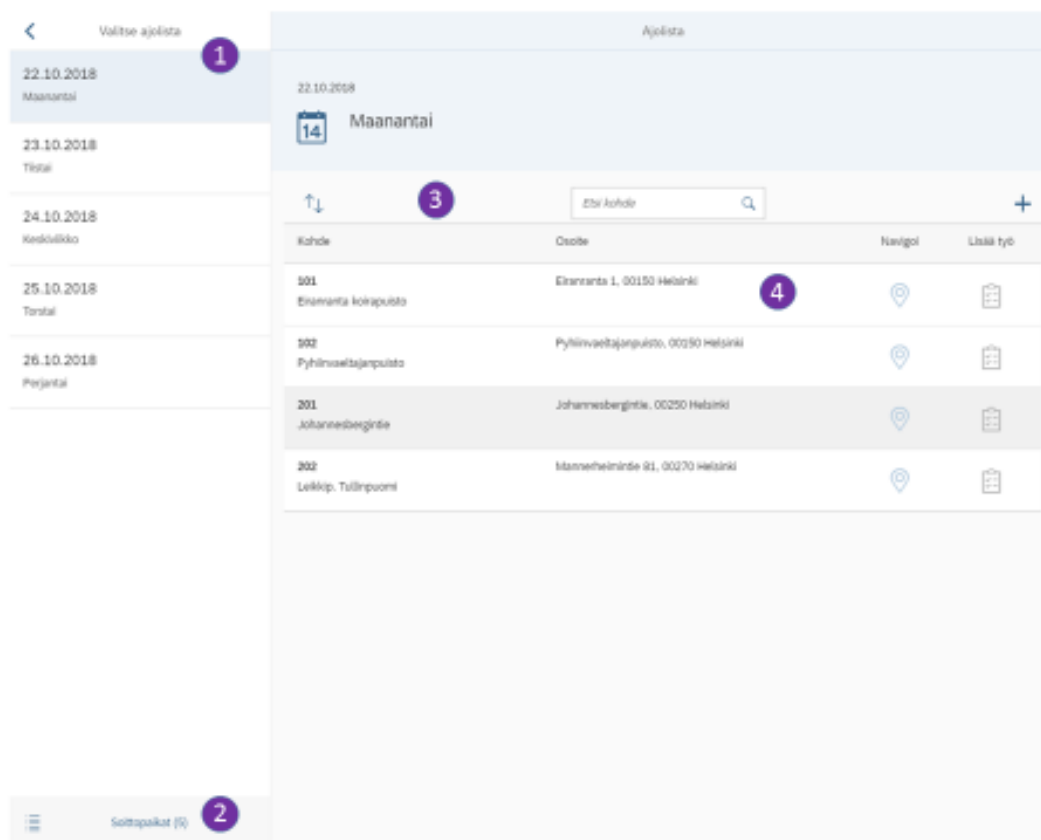 Valitse ajolista
1
22.10.2018
Maanantai
23.10.2018
Tiistai
24.10.2018
Keskiviikko
25.10.2018
Torstai
26.10.2018
Perjantai
Soittopaikat (5)
2
Ajolista
22.10.2018
14 Maanantai
3
Etsi kohde
Kohde Osoite Navigoi Lisää työ
101 Eiranranta 1, 00150 Helsinki
Eiranranta koirapuisto
4
102 Pyhiinvaeltajanpuisto, 00150 Helsinki
Pyhiinvaeltajanpuisto
201 Johannesbergintie, 00250 Helsinki
Johannesbergintie
202 Mannerheimintie 81, 00270 Helsinki
Leikkip. Tullinpuomi